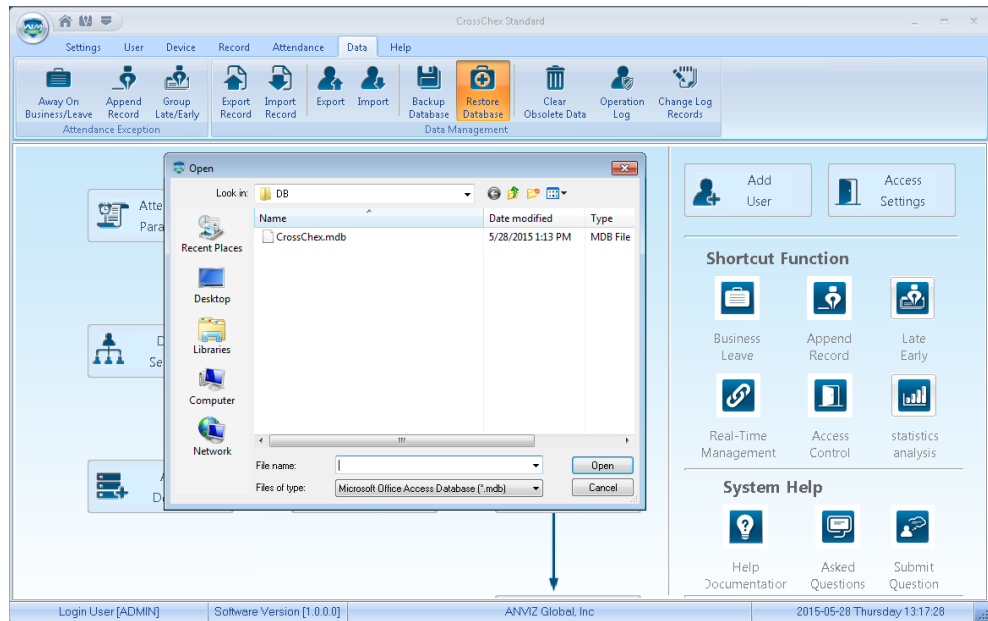 CrossChex Standard
Settings User Device Record Attendance Data Help
Away On Business/Leave
Append Record
Group Late/Early
Export Record
Import Record
Export
Import
Backup Database
Restore Database
Clear Obsolete Data
Operation Log
Change Log Records
Attendance Exception
Data Management
Open
Look in: DB
Name Date modified Type
CrossChex.mdb 5/28/2015 1:13 PM MDB File
Recent Places
Desktop
Libraries
Computer
Network
File name:
Open
Files of type: Microsoft Office Access Database (*.mdb)
Cancel
Atte
Para
D
Se
A
D
Add
User
Access
Settings
Shortcut Function
Business
Leave
Append
Record
Late
Early
Real-Time
Management
Access
Control
statistics
analysis
System Help
Help
Documentation
Asked
Questions
Submit
Question
Login User [ADMIN] Software Version [1.0.0.0] ANVIZ Global, Inc 2015-05-28 Thursday 13:17:28